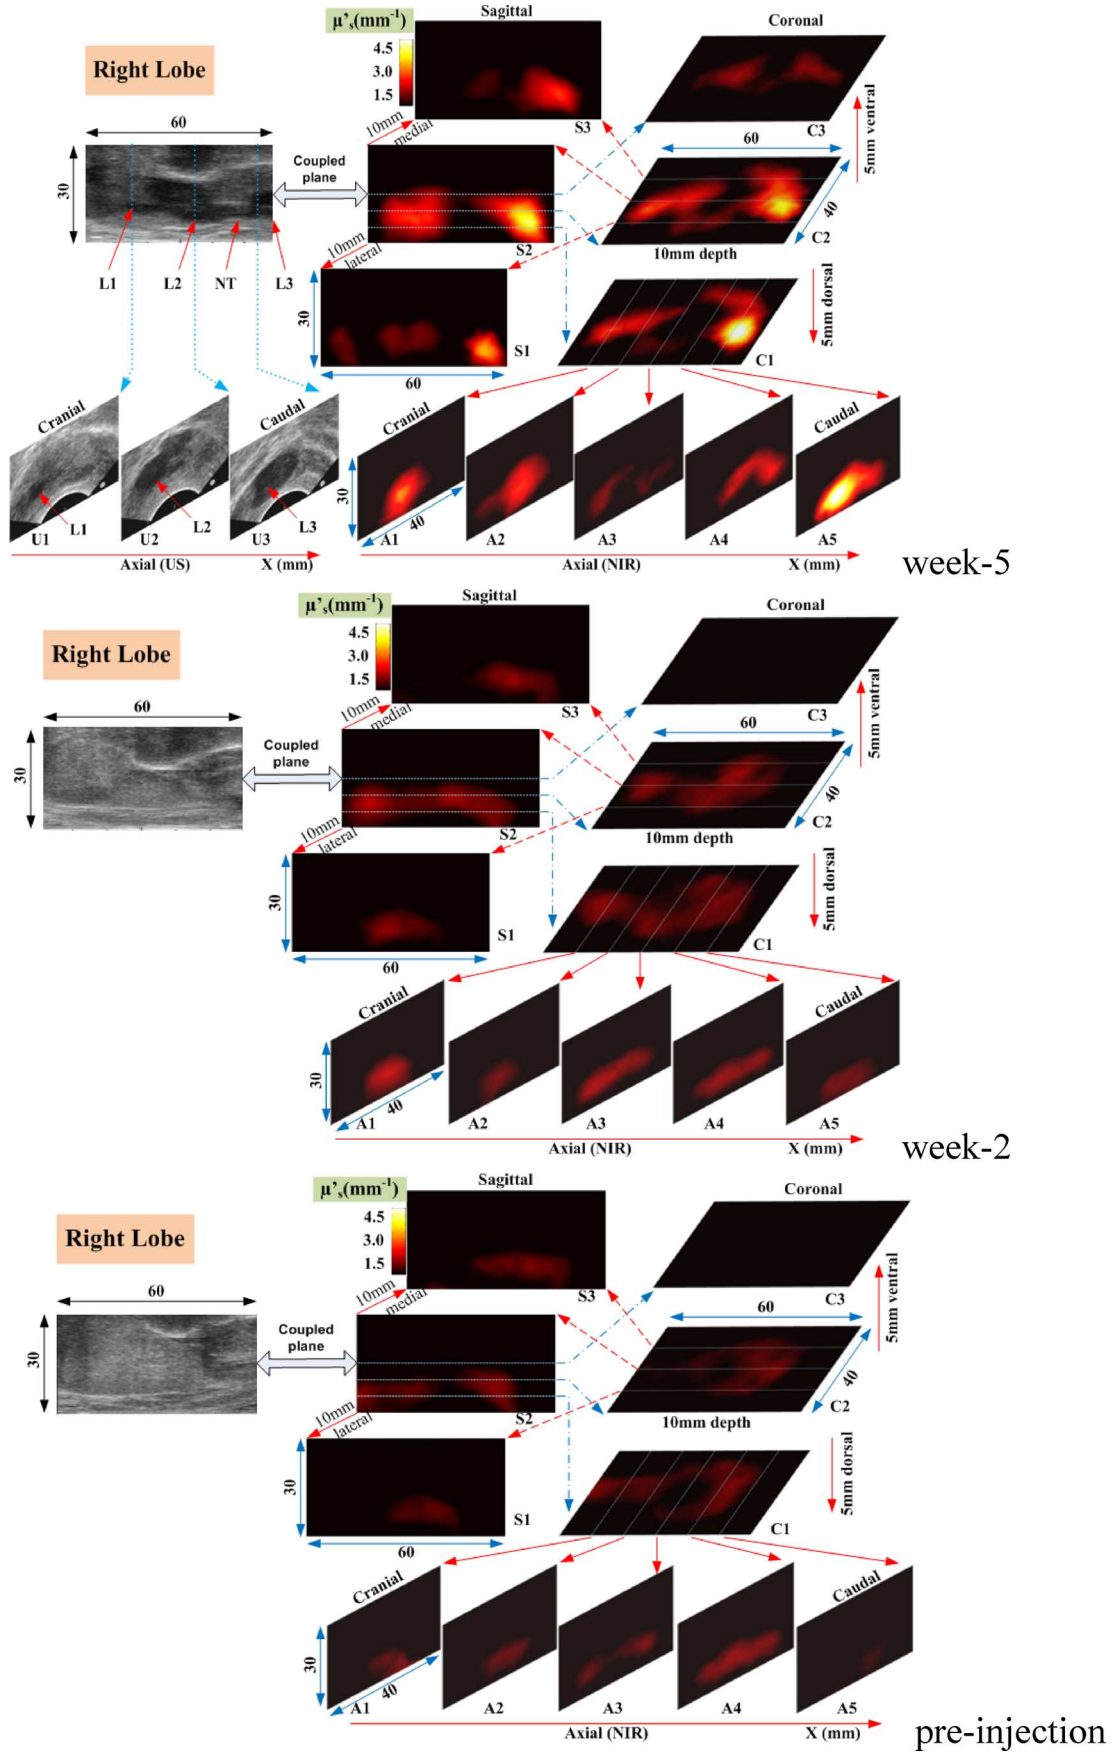 μ's(mm-1)
Sagittal
Coronal
4.5
3.0
1.5
Right Lobe
60
30
10mm
medial
S3
C3
5mm ventral
Coupled
plane
60
40
S2
C2
10mm depth
10mm
lateral
L1
L2
NT
L3
30
S1
60
C1
5mm dorsal
Cranial
Caudal
Cranial
Caudal
30
40
L1
L2
L3
U1
U2
U3
A1
A2
A3
A4
A5
Axial (US)
X (mm)
Axial (NIR)
X (mm)
week-5
μ's(mm-1)
Sagittal
Coronal
4.5
3.0
1.5
Right Lobe
60
30
10mm
medial
S3
C3
5mm ventral
Coupled
plane
60
40
S2
C2
10mm depth
10mm
lateral
30
S1
60
C1
5mm dorsal
Cranial
Caudal
30
40
A1
A2
A3
A4
A5
Axial (NIR)
X (mm)
week-2
μ's(mm-1)
Sagittal
Coronal
4.5
3.0
1.5
Right Lobe
60
30
10mm
medial
S3
C3
5mm ventral
Coupled
plane
60
40
S2
C2
10mm depth
10mm
lateral
30
S1
60
C1
5mm dorsal
Cranial
Caudal
30
40
A1
A2
A3
A4
A5
Axial (NIR)
X (mm)
pre-injection